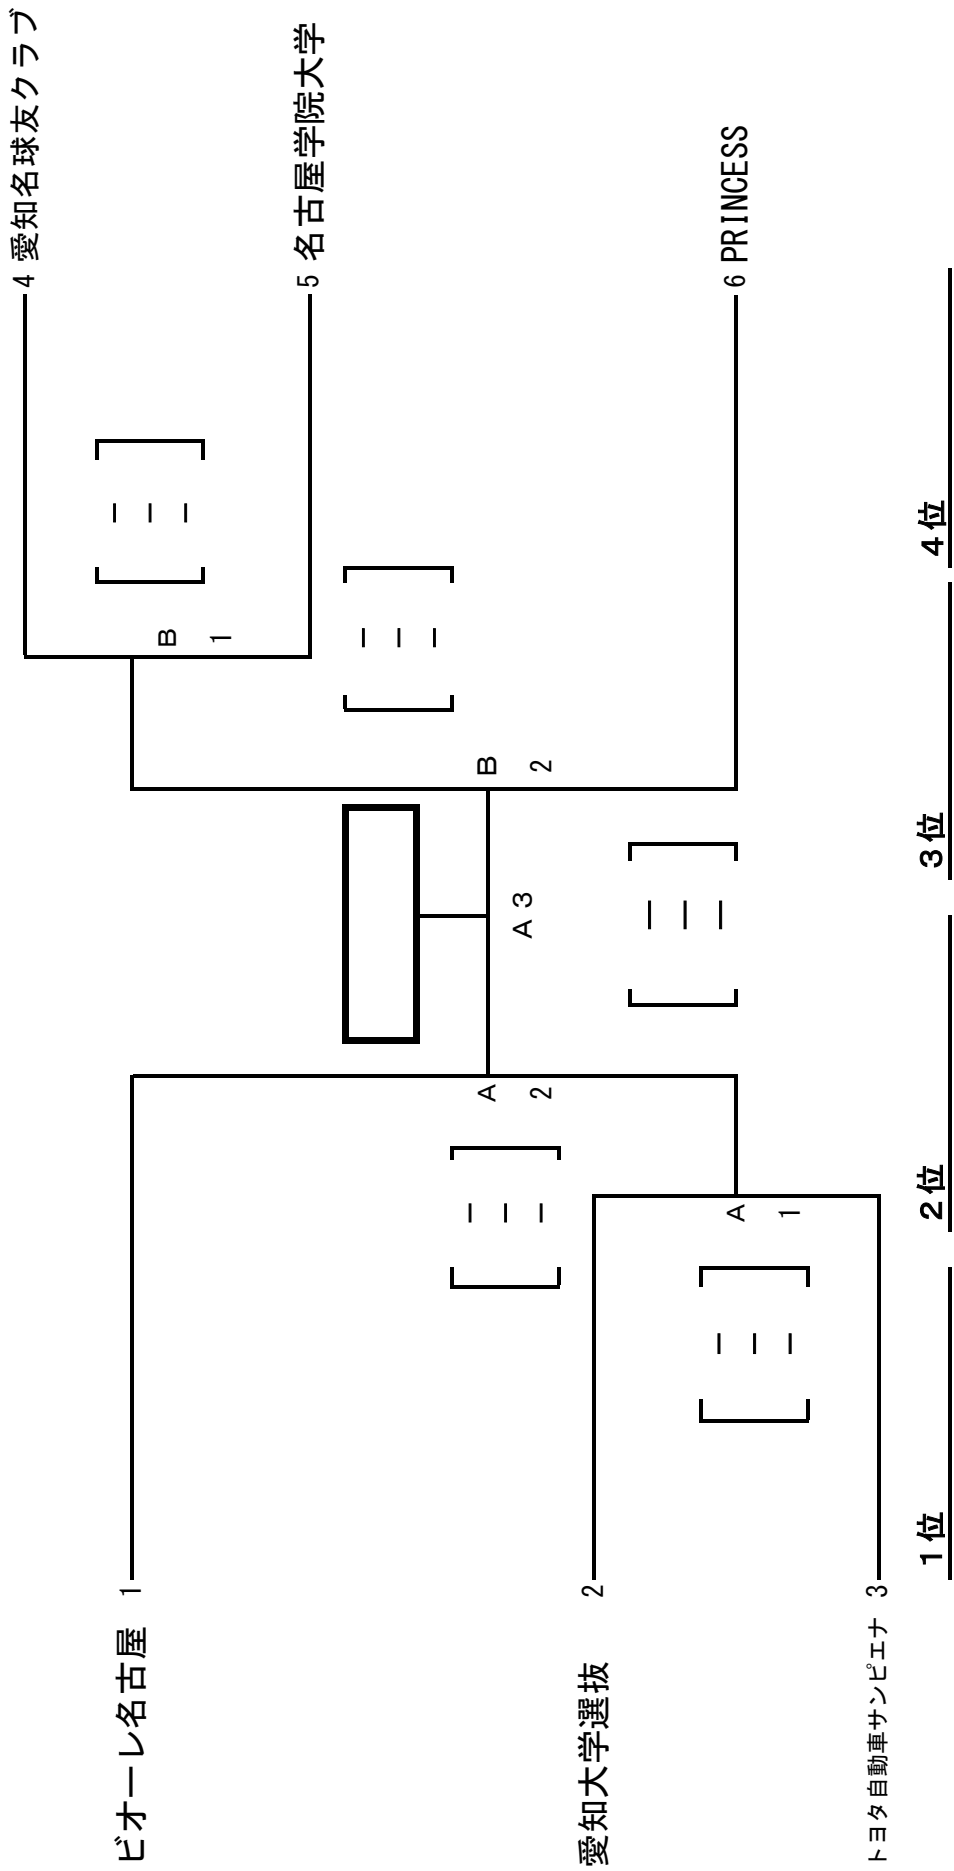 ビオーレ名古屋 1
愛知大学選抜 2
トヨタ自動車サンピエナ 3
4 愛知名球友クラブ
5 名古屋学院大学
6 PRINCESS
A 1
A 2
B 1
B 2
A 3
1位
2位
3位
4位